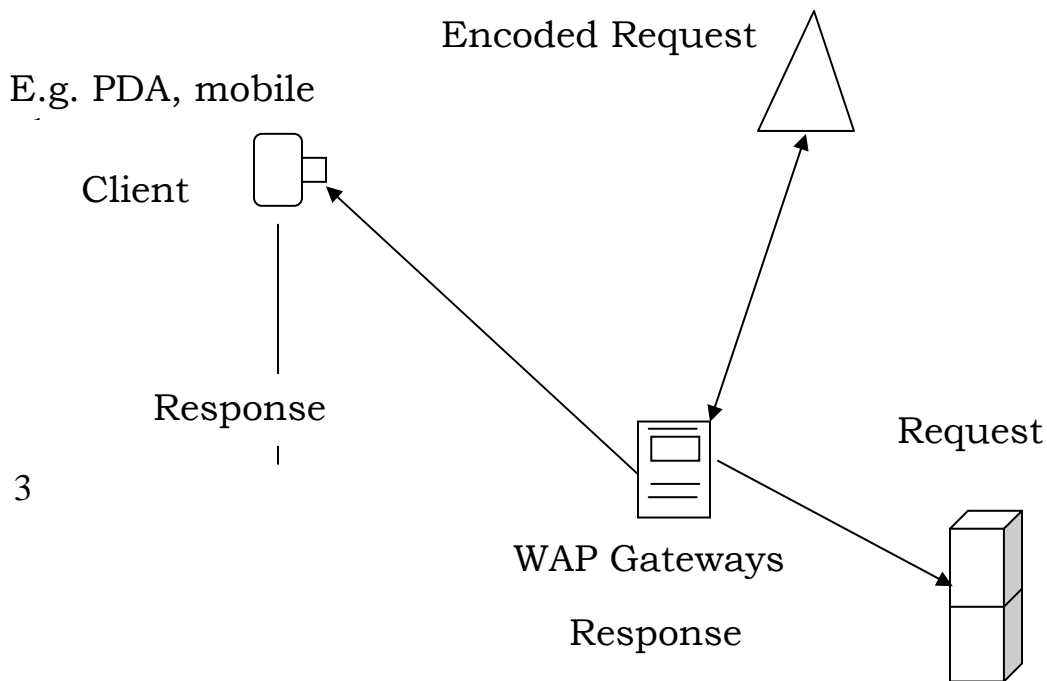 Encoded Request
E.g. PDA, mobile
Client
Response
Request
3
WAP Gateways
Response